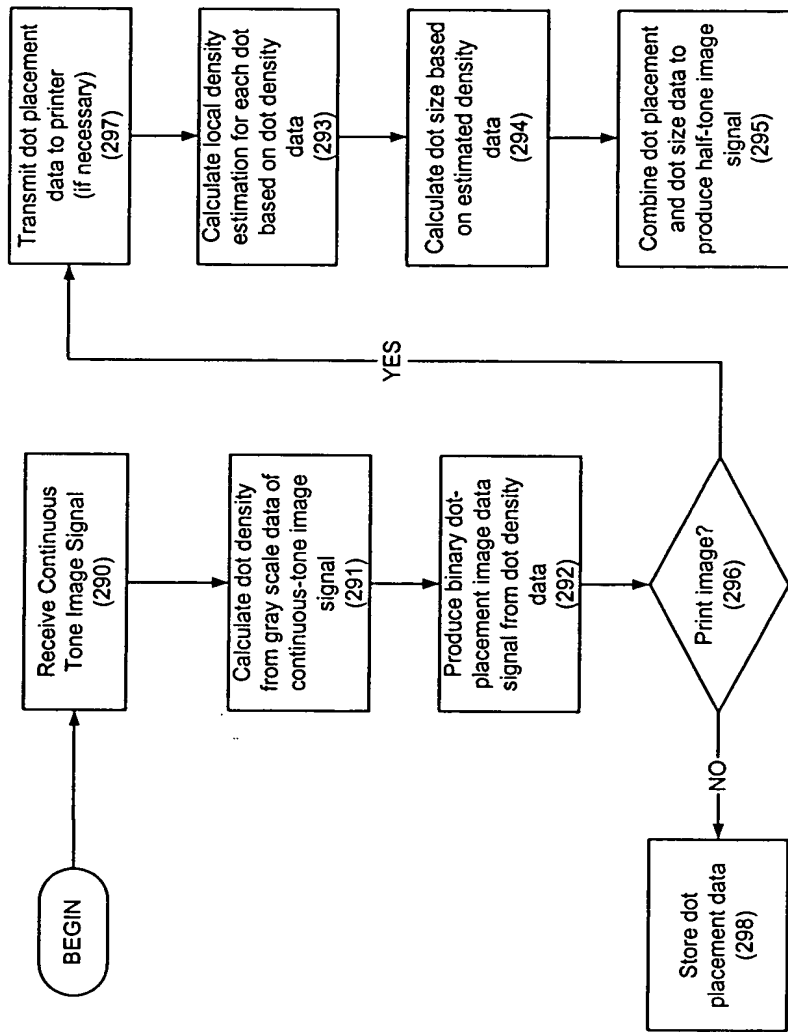 BEGIN
Receive Continuous
Tone Image Signal
(290)
Calculate dot density
from gray scale data of
continuous-tone image
signal
(291)
Produce binary dot-
placement image data
signal from dot density
data
(292)
Print image?
(296)
NO
Store dot
placement data
(298)
YES
Transmit dot placement
data to printer
(if necessary)
(297)
Calculate local density
estimation for each dot
based on dot density
data
(293)
Calculate dot size based
on estimated density
data
(294)
Combine dot placement
and dot size data to
produce half-tone image
signal
(295)